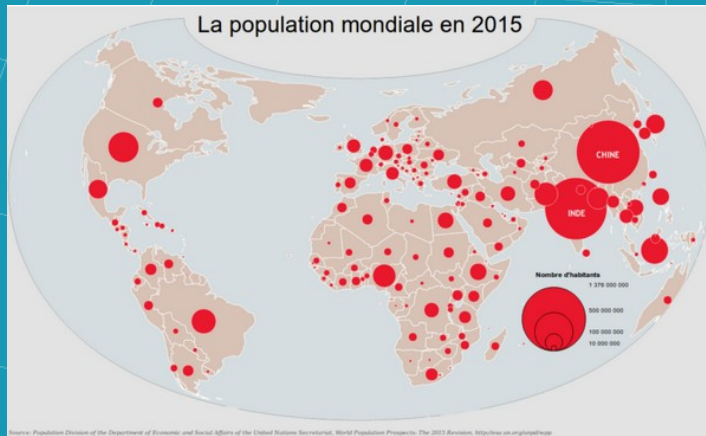 La population mondiale en 2015
CHINE
INDE
Nombre d'habitants
1 376 000 000
500 000 000
100 000 000
10 000 000
Source: Population Division of the Department of Economic and Social Affairs of the United Nations Secretariat, World Population Prospects: The 2015 Revision,